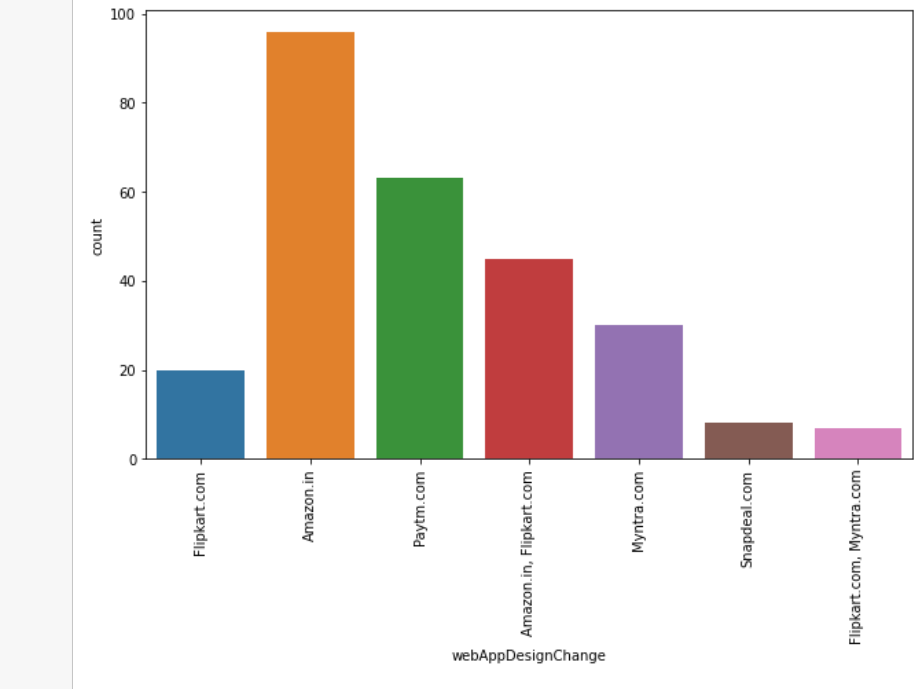 100
80
60
40
20
0
count
Flipkart.com
Amazon.in
Paytm.com
Amazon.in, Flipkart.com
Myntra.com
Snapdeal.com
Flipkart.com, Myntra.com
webAppDesignChange